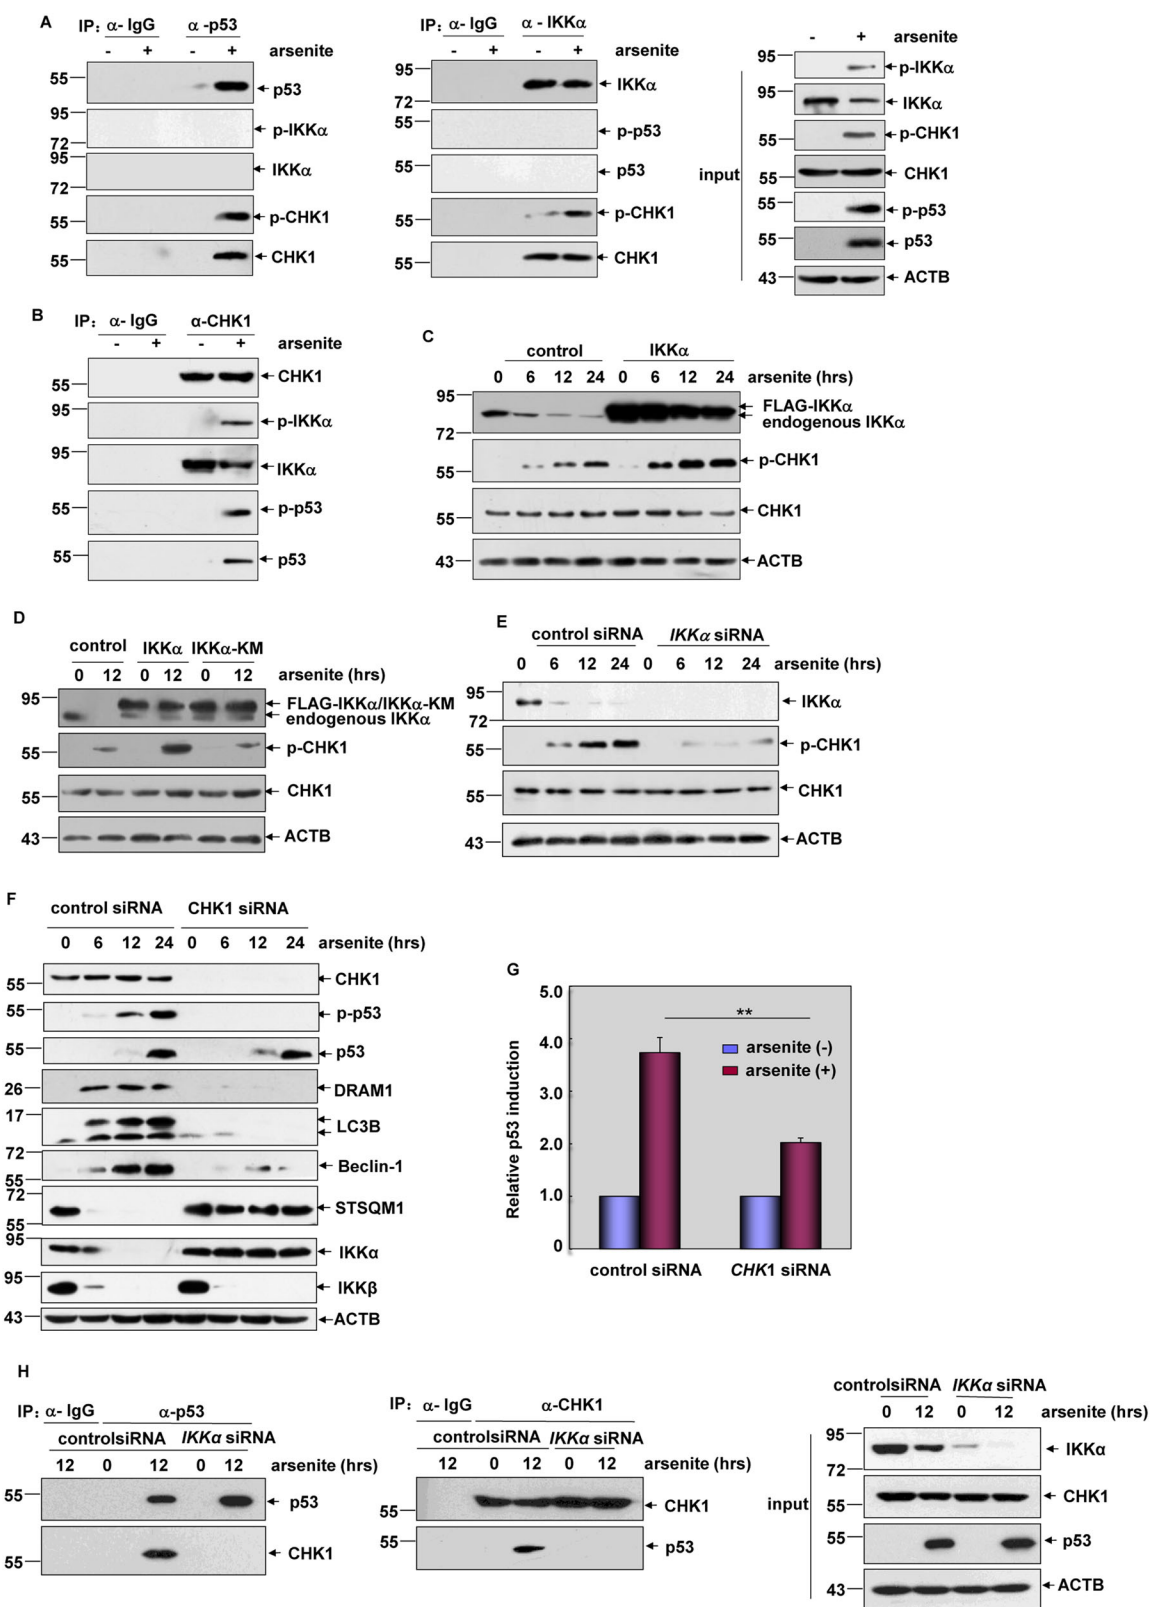 A
IP: α- IgG α -p53
- + - + arsenite
55
p53
95
p-IKKα
72
95
IKKα
72
p-CHK1
55
CHK1
55
IP: α- IgG α - IKKα
- + - + arsenite
95
IKKα
72
55
p-p53
55
p53
p-CHK1
55
CHK1
55
- + arsenite
input
95
p-IKKα
95
IKKα
p-CHK1
55
CHK1
55
55
p-p53
55
p53
43
ACTB
B
IP: α- IgG α-CHK1
- + - + arsenite
CHK1
55
95
p-IKKα
95
IKKα
55
p-p53
55
p53
C
control IKKα
0 6 12 24 0 6 12 24 arsenite (hrs)
95
FLAG-IKKα
endogenous IKKα
72
p-CHK1
55
CHK1
55
43
ACTB
D
control IKKα IKKα-KM
0 12 0 12 0 12 arsenite (hrs)
95
FLAG-IKKα/IKKα-KM
endogenous IKKα
p-CHK1
55
CHK1
55
43
ACTB
E
control siRNA IKKα siRNA
0 6 12 24 0 6 12 24 arsenite (hrs)
95
IKKα
72
p-CHK1
55
CHK1
55
43
ACTB
F
control siRNA CHK1 siRNA
0 6 12 24 0 6 12 24 arsenite (hrs)
CHK1
55
55
p-p53
55
p53
26
DRAM1
17
LC3B
72
Beclin-1
55
72
STSQM1
55
95
IKKα
95
IKKβ
43
ACTB
G
Relative p53 induction
5.0
4.0
3.0
2.0
1.0
0
**
arsenite (-)
arsenite (+)
control siRNA CHK1 siRNA
H
IP: α- IgG α-p53
controlsiRNA IKKα siRNA
12 0 12 0 12 arsenite (hrs)
55
p53
CHK1
55
IP: α- IgG α-CHK1
controlsiRNA IKKα siRNA
12 0 12 0 12 arsenite (hrs)
CHK1
55
55
p53
controlsiRNA IKKα siRNA
0 12 0 12 arsenite (hrs)
input
95
IKKα
72
CHK1
55
55
p53
43
ACTB